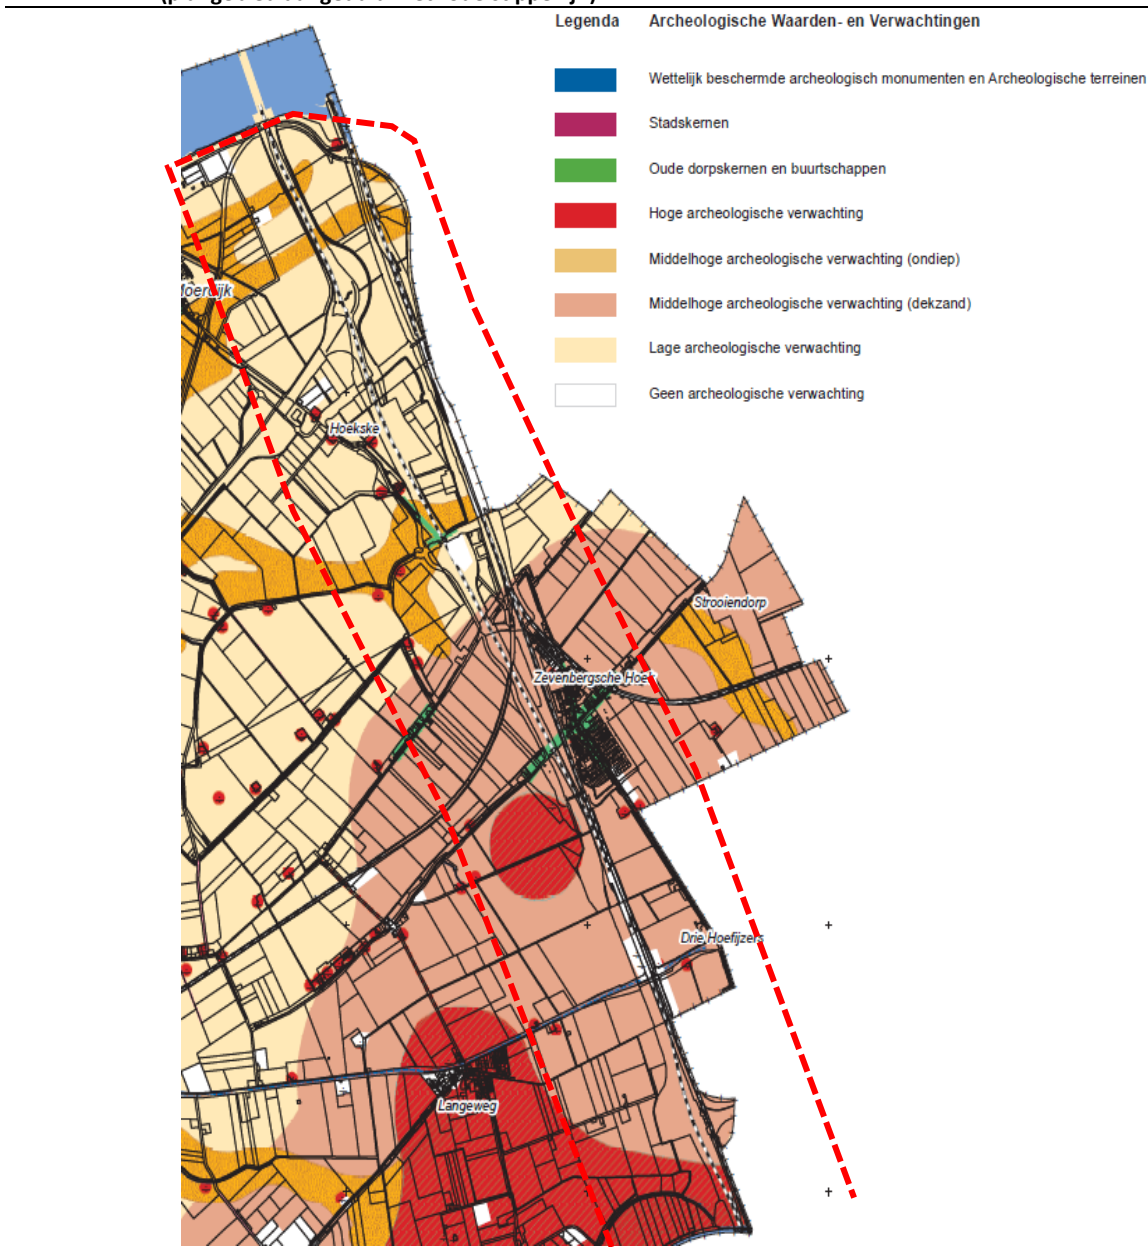 Legenda Archeologische Waarden- en Verwachtingen
Wettelijk beschermde archeologisch monumenten en Archeologische terreinen
Stadskernen
Oude dorpskernen en buurtschappen
Hoge archeologische verwachting
Middelhoge archeologische verwachting (ondiep)
Middelhoge archeologische verwachting (dekzand)
Lage archeologische verwachting
Geen archeologische verwachting
Moerdijk
Hoekske
Strooiendorp
Zevenbergsche Hoek
Drie Hoefijzers
Langeweg